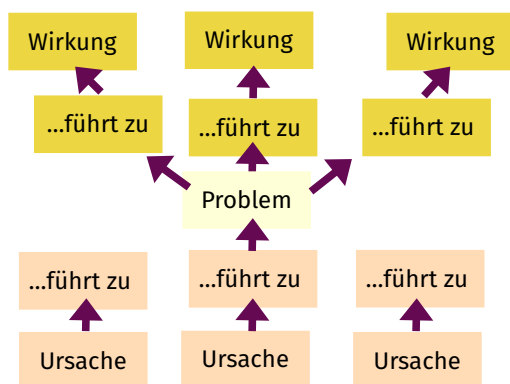 Wirkung
Wirkung
Wirkung
...führt zu
...führt zu
...führt zu
Problem
...führt zu
...führt zu
...führt zu
Ursache
Ursache
Ursache